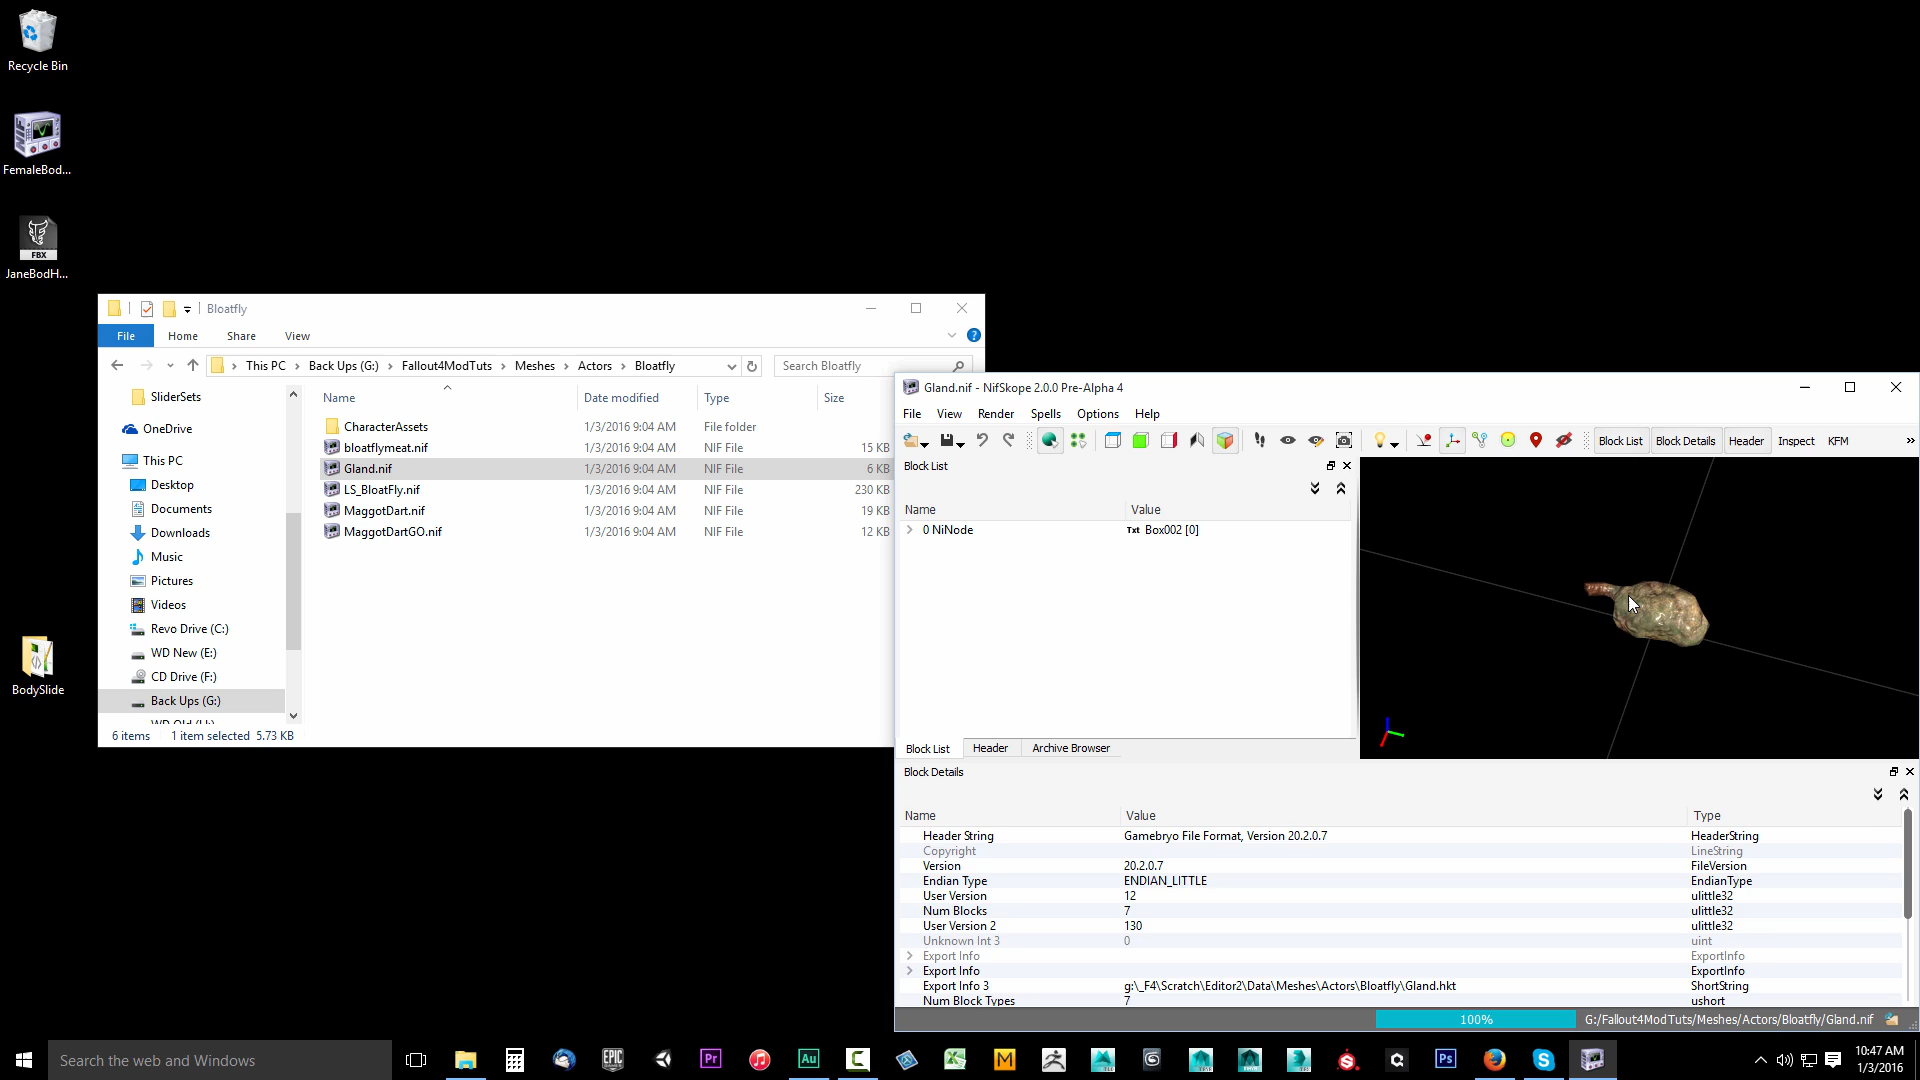 Recycle Bin
FemaleBod...
FBX
JaneBodH...
BodySlide
Bloatfly
File Home Share View
This PC Back Ups (G:) Fallout4ModTuts Meshes Actors Bloatfly
Search Bloatfly
SliderSets
OneDrive
This PC
Desktop
Documents
Downloads
Music
Pictures
Videos
Revo Drive (C:)
WD New (E:)
CD Drive (F:)
Back Ups (G:)
Name Date modified Type Size
CharacterAssets 1/3/2016 9:04 AM File folder
bloatflymeat.nif 1/3/2016 9:04 AM NIF File 15 KB
Gland.nif 1/3/2016 9:04 AM NIF File 6 KB
LS_BloatFly.nif 1/3/2016 9:04 AM NIF File 230 KB
MaggotDart.nif 1/3/2016 9:04 AM NIF File 19 KB
MaggotDartGO.nif 1/3/2016 9:04 AM NIF File 12 KB
6 items 1 item selected 5.73 KB
Gland.nif - NifSkope 2.0.0 Pre-Alpha 4
File View Render Spells Options Help
Block List Block Details Header Inspect KFM
Block List
Name Value
0 NiNode Txt Box002 [0]
Block List Header Archive Browser
Block Details
Name Value Type
Header String Gamebryo File Format, Version 20.2.0.7 HeaderString
Copyright LineString
Version 20.2.0.7 FileVersion
Endian Type ENDIAN_LITTLE EndianType
User Version 12 ulittle32
Num Blocks 7 ulittle32
User Version 2 130 ulittle32
Unknown Int 3 0 uint
Export Info ExportInfo
Export Info ExportInfo
Export Info 3 g:\_F4\Scratch\Editor2\Data\Meshes\Actors\Bloatfly\Gland.hkt ShortString
Num Block Types 7 ushort
100% G:/Fallout4ModTuts/Meshes/Actors/Bloatfly/Gland.nif
Search the web and Windows
EPIC
Pr
Au
M
Ps
10:47 AM
1/3/2016